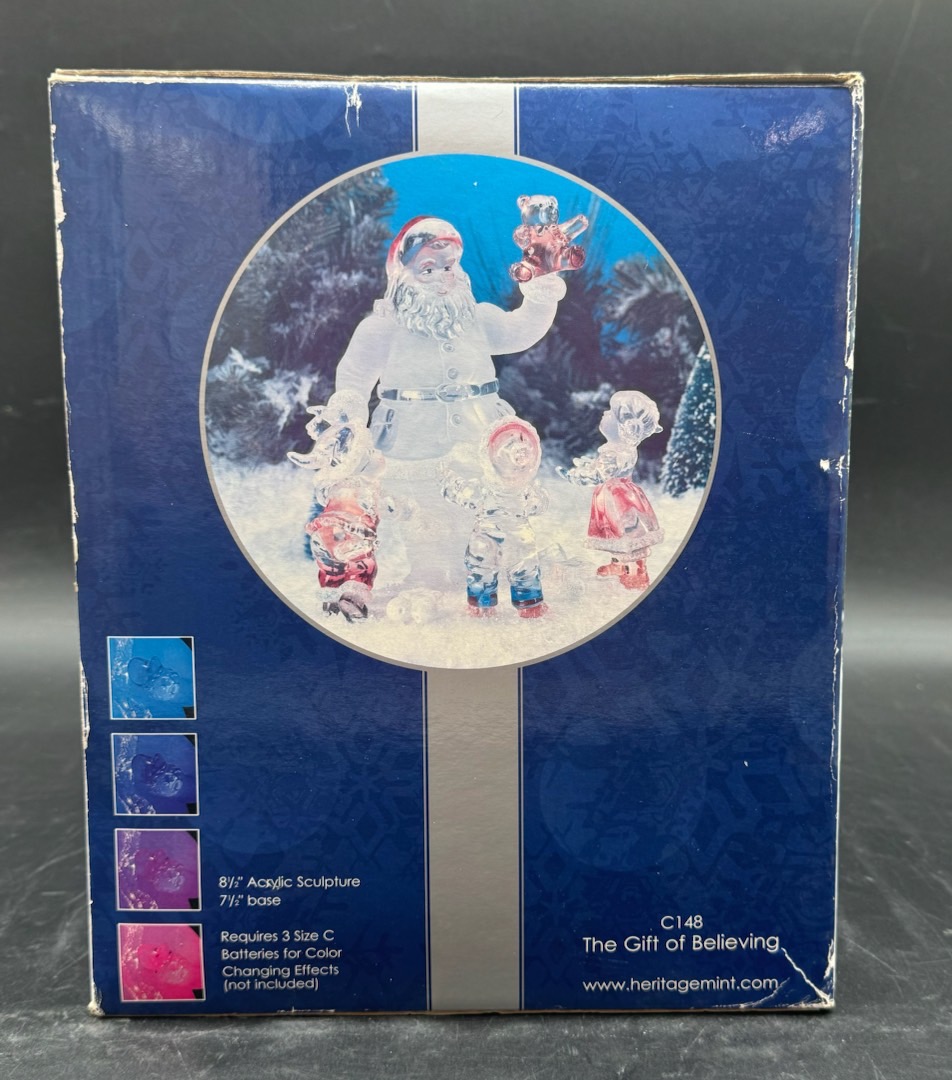 8½" Acrylic Sculpture
7½" base
Requires 3 Size C
Batteries for Color
Changing Effects
(not included)
C148
The Gift of Believing
www.heritagemint.com